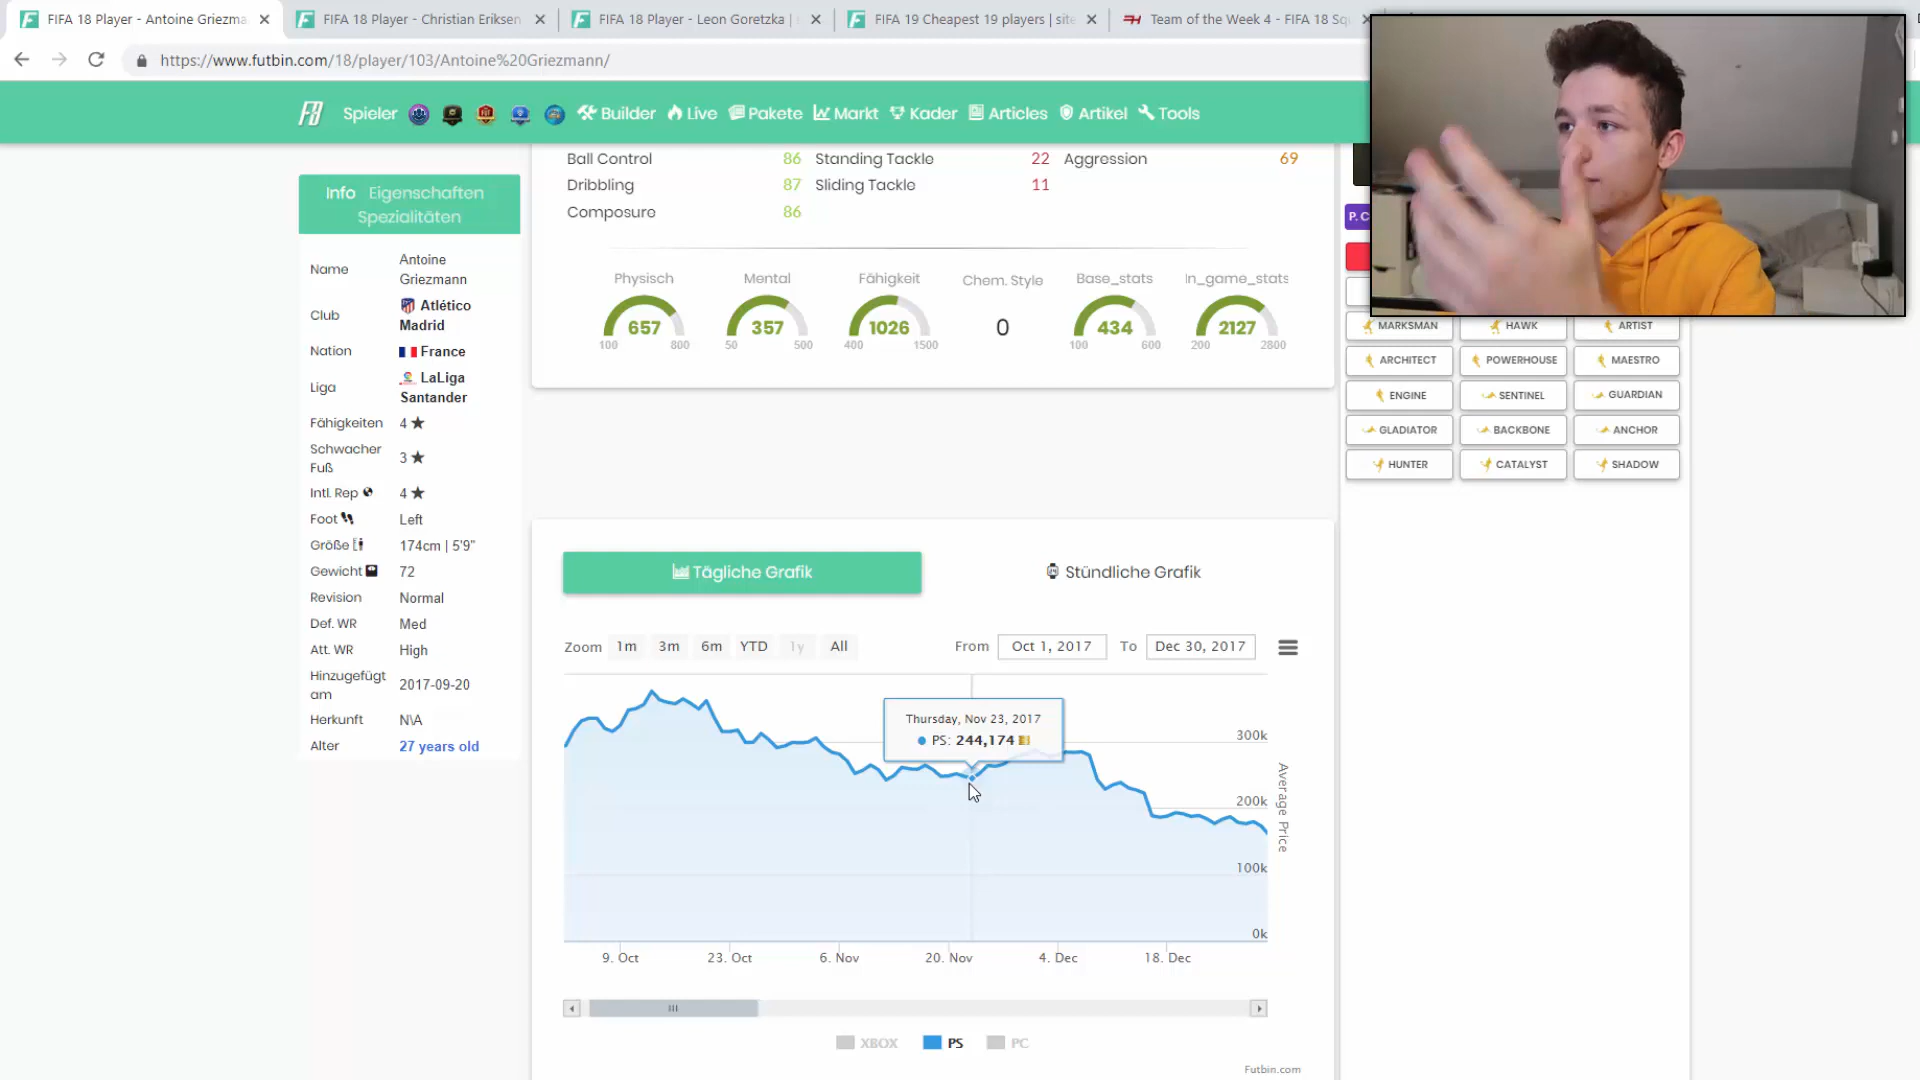 FIFA 18 Player - Antoine Griezma
FIFA 18 Player - Christian Eriksen
FIFA 18 Player - Leon Goretzka |
FIFA 19 Cheapest 19 players | site
Team of the Week 4 - FIFA 18 Squ
https://www.futbin.com/18/player/103/Antoine%20Griezmann/
Spieler Builder Live Pakete Markt Kader Articles Artikel Tools
Ball Control 86 Standing Tackle 22 Aggression 69
Dribbling 87 Sliding Tackle 11
Composure 86
Info Eigenschaften
Spezialitäten
Name Antoine
Griezmann
Club Atlético
Madrid
Nation France
Liga LaLiga
Santander
Fähigkeiten 4 ★
Schwacher
Fuß 3 ★
Intl. Rep 4 ★
Foot Left
Größe 174cm | 5'9"
Gewicht 72
Revision Normal
Def. WR Med
Att. WR High
Hinzugefügt
am 2017-09-20
Herkunft N\A
Alter 27 years old
Physisch Mental Fähigkeit Chem. Style Base_stats In_game_stats
657 357 1026 0 434 2127
100 800 50 500 400 1500 100 600 200 2800
P. C
MARKSMAN HAWK ARTIST
ARCHITECT POWERHOUSE MAESTRO
ENGINE SENTINEL GUARDIAN
GLADIATOR BACKBONE ANCHOR
HUNTER CATALYST SHADOW
Tägliche Grafik Stündliche Grafik
Zoom 1m 3m 6m YTD 1y All From Oct 1, 2017 To Dec 30, 2017
Thursday, Nov 23, 2017
PS: 244,174
300k
200k
100k
0k
Average Price
9. Oct 23. Oct 6. Nov 20. Nov 4. Dec 18. Dec
XBOX PS PC
Futbin.com